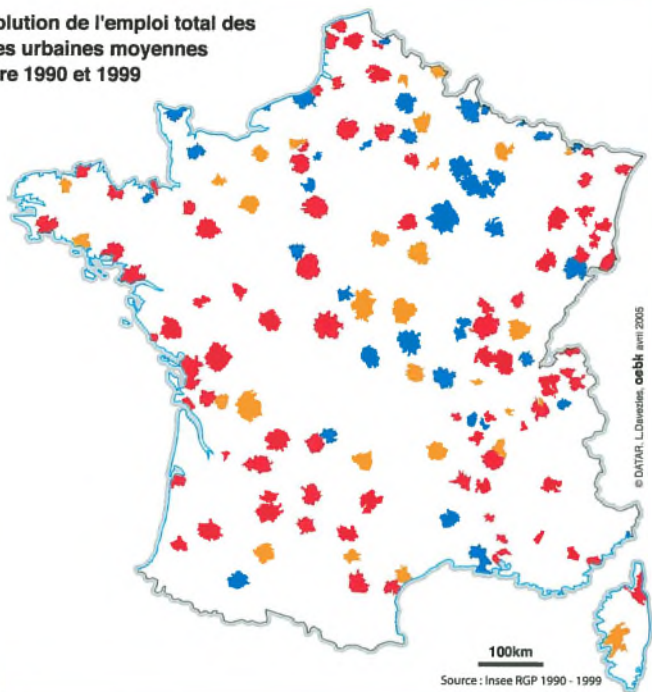 olution de l'emploi total des
es urbaines moyennes
re 1990 et 1999
© DATAR, L.Davezies, oebk avril 2005
100km
Source : Insee RGP 1990 - 1999